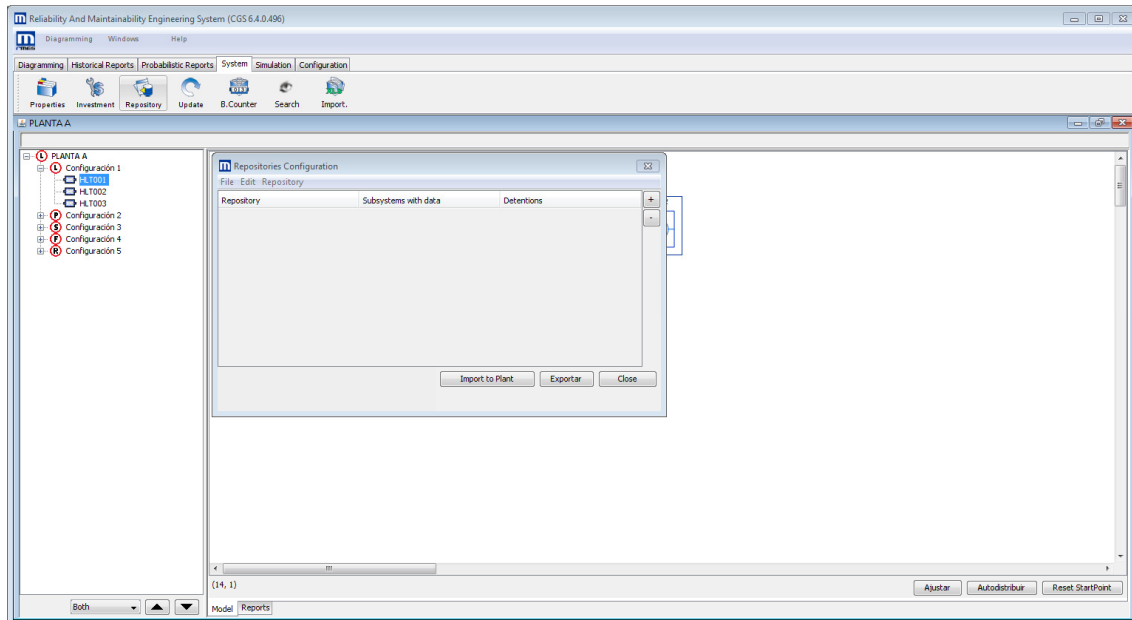 Reliability And Maintainability Engineering System (CGS 6.4.0.496)
Diagramming Windows Help
Diagramming Historical Reports Probabilistic Reports System Simulation Configuration
Properties Investment Repository Update B.Counter Search Import.
PLANTA A
PLANTA A
Configuración 1
HLT001
HLT002
HLT003
Configuración 2
Configuración 3
Configuración 4
Configuración 5
Repositories Configuration
File Edit Repository
Repository Subsystems with data Detentions
+
-
Import to Plant Exportar Close
(14, 1)
Ajustar Autodistribuir Reset StartPoint
Both
Model Reports